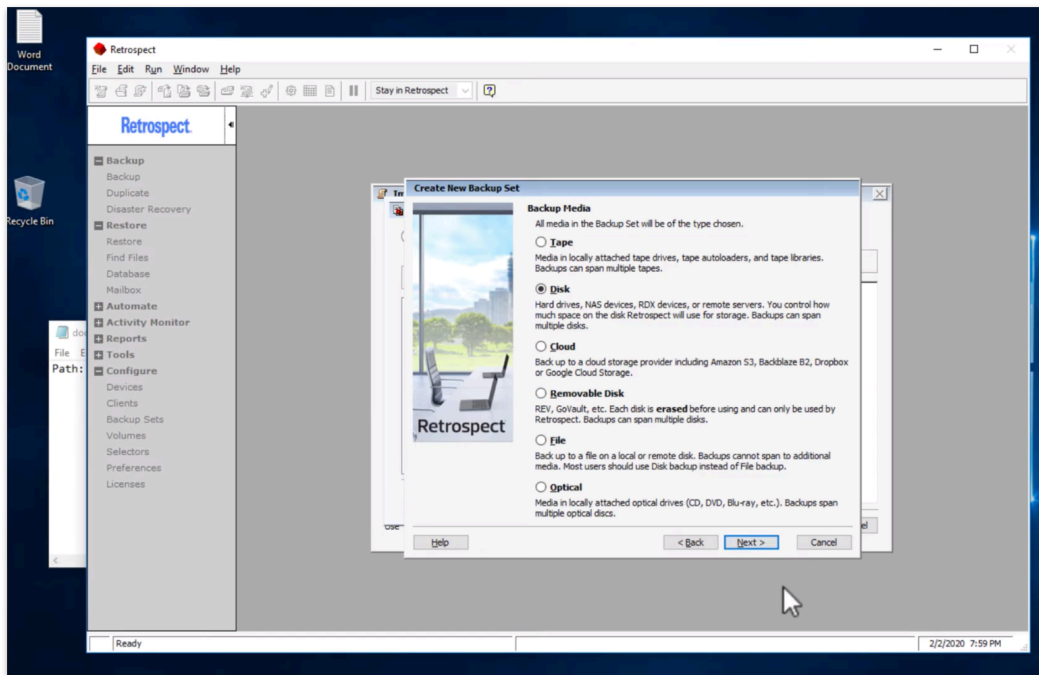 Word
Document
Recycle Bin
Retrospect
File Edit Run Window Help
Stay in Retrospect
Retrospect
Backup
Backup
Duplicate
Disaster Recovery
Restore
Restore
Find Files
Database
Mailbox
Automate
Activity Monitor
Reports
Tools
Configure
Devices
Clients
Backup Sets
Volumes
Selectors
Preferences
Licenses
File
Path:
Create New Backup Set
Retrospect
Backup Media
All media in the Backup Set will be of the type chosen.
Tape
Media in locally attached tape drives, tape autoloaders, and tape libraries.
Backups can span multiple tapes.
Disk
Hard drives, NAS devices, RDX devices, or remote servers. You control how
much space on the disk Retrospect will use for storage. Backups can span
multiple disks.
Cloud
Back up to a cloud storage provider including Amazon S3, Backblaze B2, Dropbox
or Google Cloud Storage.
Removable Disk
REV, GoVault, etc. Each disk is erased before using and can only be used by
Retrospect. Backups can span multiple disks.
File
Back up to a file on a local or remote disk. Backups cannot span to additional
media. Most users should use Disk backup instead of File backup.
Optical
Media in locally attached optical drives (CD, DVD, Blu-ray, etc.). Backups span
multiple optical discs.
Help < Back Next > Cancel
Ready
2/2/2020 7:59 PM